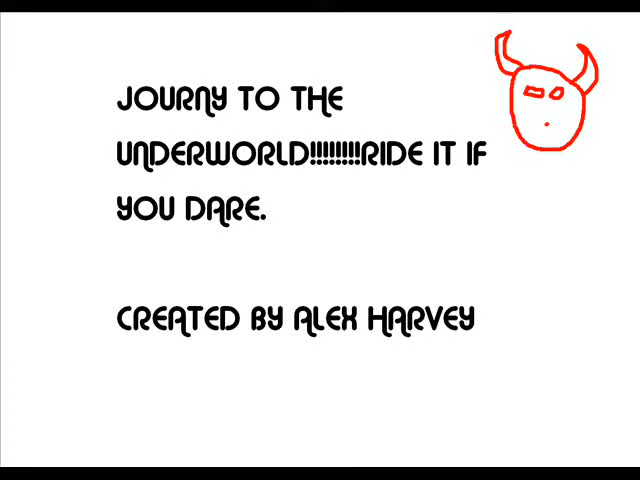 JOURNY TO THE
UNDERWORLD!!!!!!!!RIDE IT IF
YOU DARE.
CREATED BY ALEX HARVEY